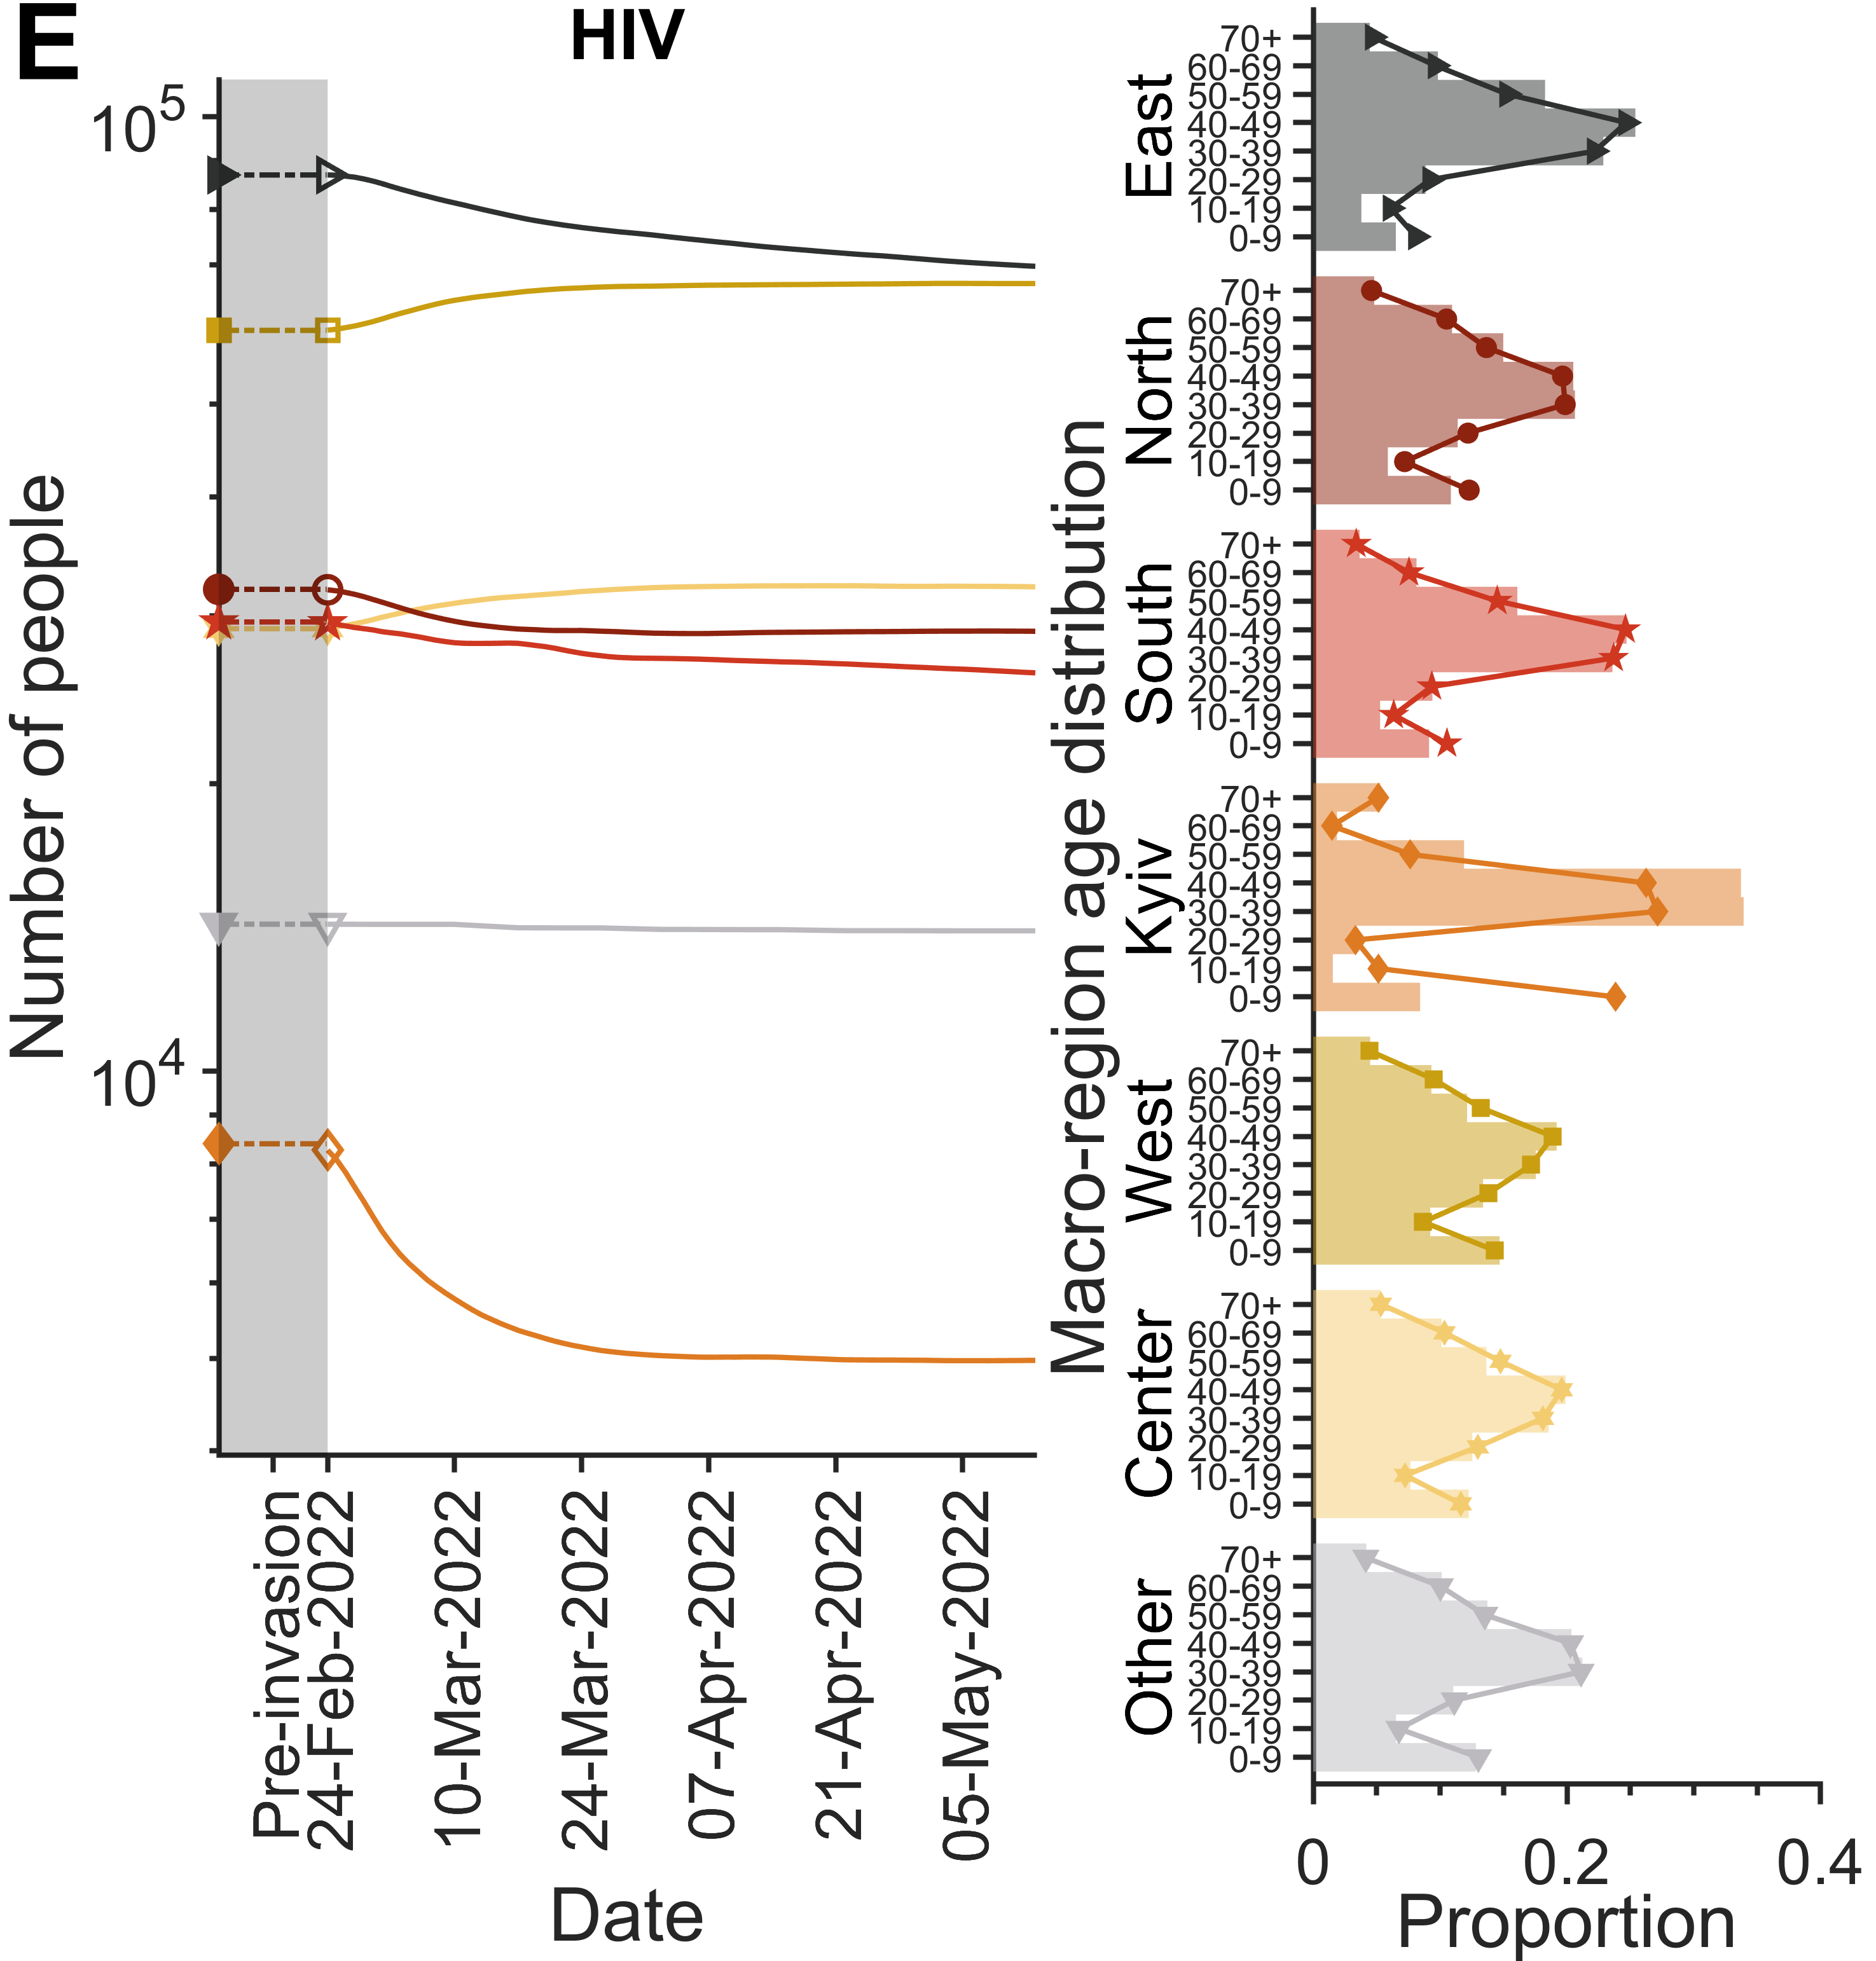 E
HIV
Number of people
10^5
10^4
Pre-invasion
24-Feb-2022
10-Mar-2022
24-Mar-2022
07-Apr-2022
21-Apr-2022
05-May-2022
Date
Macro-region age distribution
East
70+
60-69
50-59
40-49
30-39
20-29
10-19
0-9
North
70+
60-69
50-59
40-49
30-39
20-29
10-19
0-9
South
70+
60-69
50-59
40-49
30-39
20-29
10-19
0-9
Kyiv
70+
60-69
50-59
40-49
30-39
20-29
10-19
0-9
West
70+
60-69
50-59
40-49
30-39
20-29
10-19
0-9
Center
70+
60-69
50-59
40-49
30-39
20-29
10-19
0-9
Other
70+
60-69
50-59
40-49
30-39
20-29
10-19
0-9
0 0.2 0.4
Proportion